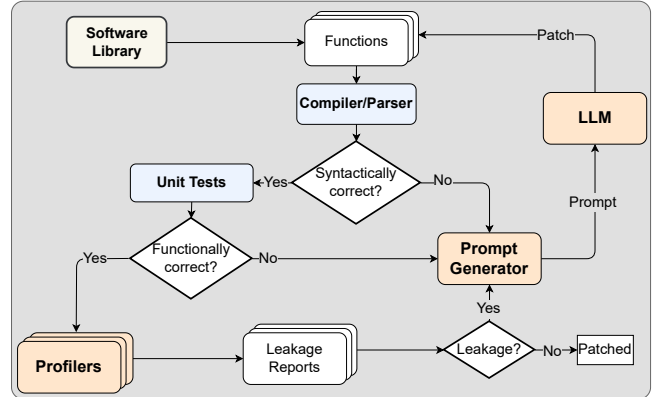 Software
Library
Functions
Patch
Compiler/Parser
LLM
Syntactically
correct?
Yes
No
Unit Tests
Prompt
Functionally
correct?
Yes
No
Prompt
Generator
Yes
Profilers
Leakage
Reports
Leakage?
No
Patched